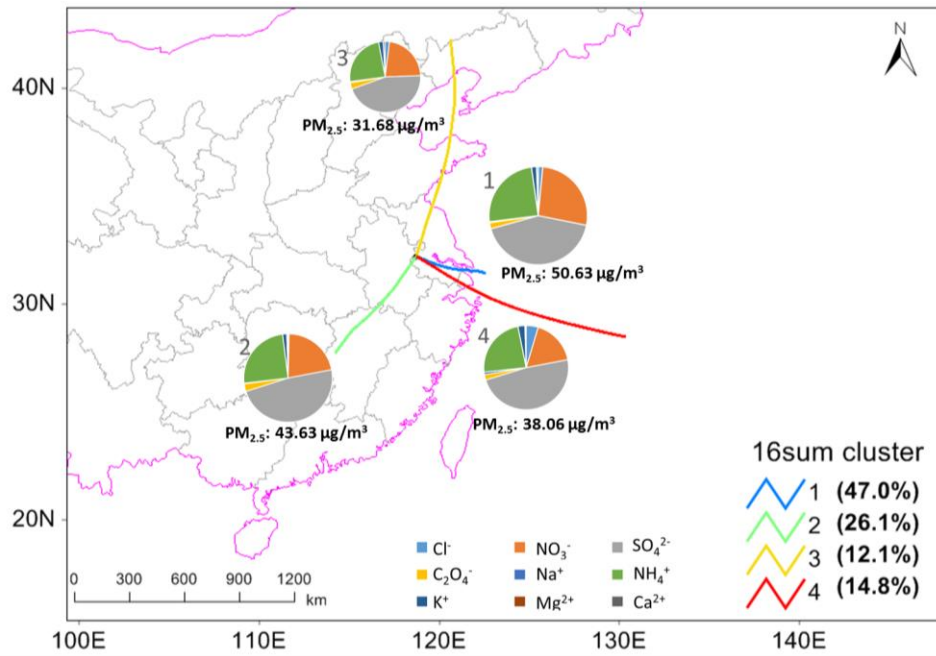 N
40N
30N
20N
100E
110E
120E
130E
140E
3
PM₂.₅: 31.68 μg/m³
1
PM₂.₅: 50.63 μg/m³
2
PM₂.₅: 43.63 μg/m³
4
PM₂.₅: 38.06 μg/m³
0 300 600 900 1200
km
Cl⁻ NO₃⁻ SO₄²⁻
C₂O₄⁻ Na⁺ NH₄⁺
K⁺ Mg²⁺ Ca²⁺
16sum cluster
1 (47.0%)
2 (26.1%)
3 (12.1%)
4 (14.8%)